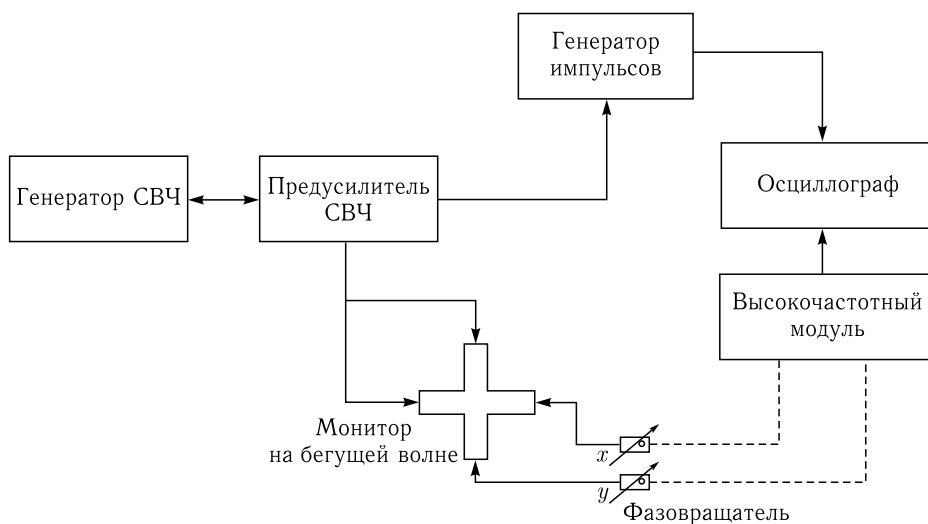 Генератор
импульсов
Генератор СВЧ
Предусилитель
СВЧ
Осциллограф
Высокочастотный
модуль
Монитор
на бегущей волне
x
y
Фазовращатель